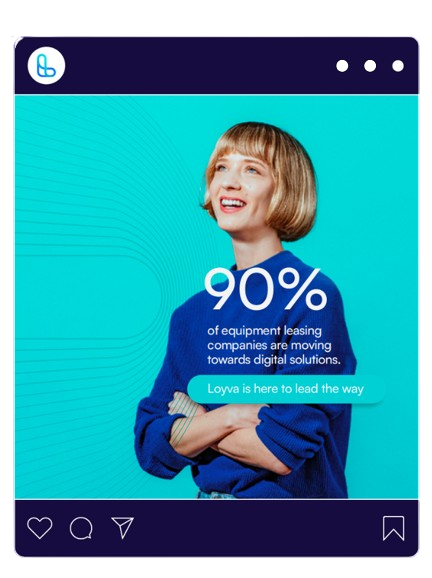 90%
of equipment leasing
companies are moving
towards digital solutions.
Loyva is here to lead the way